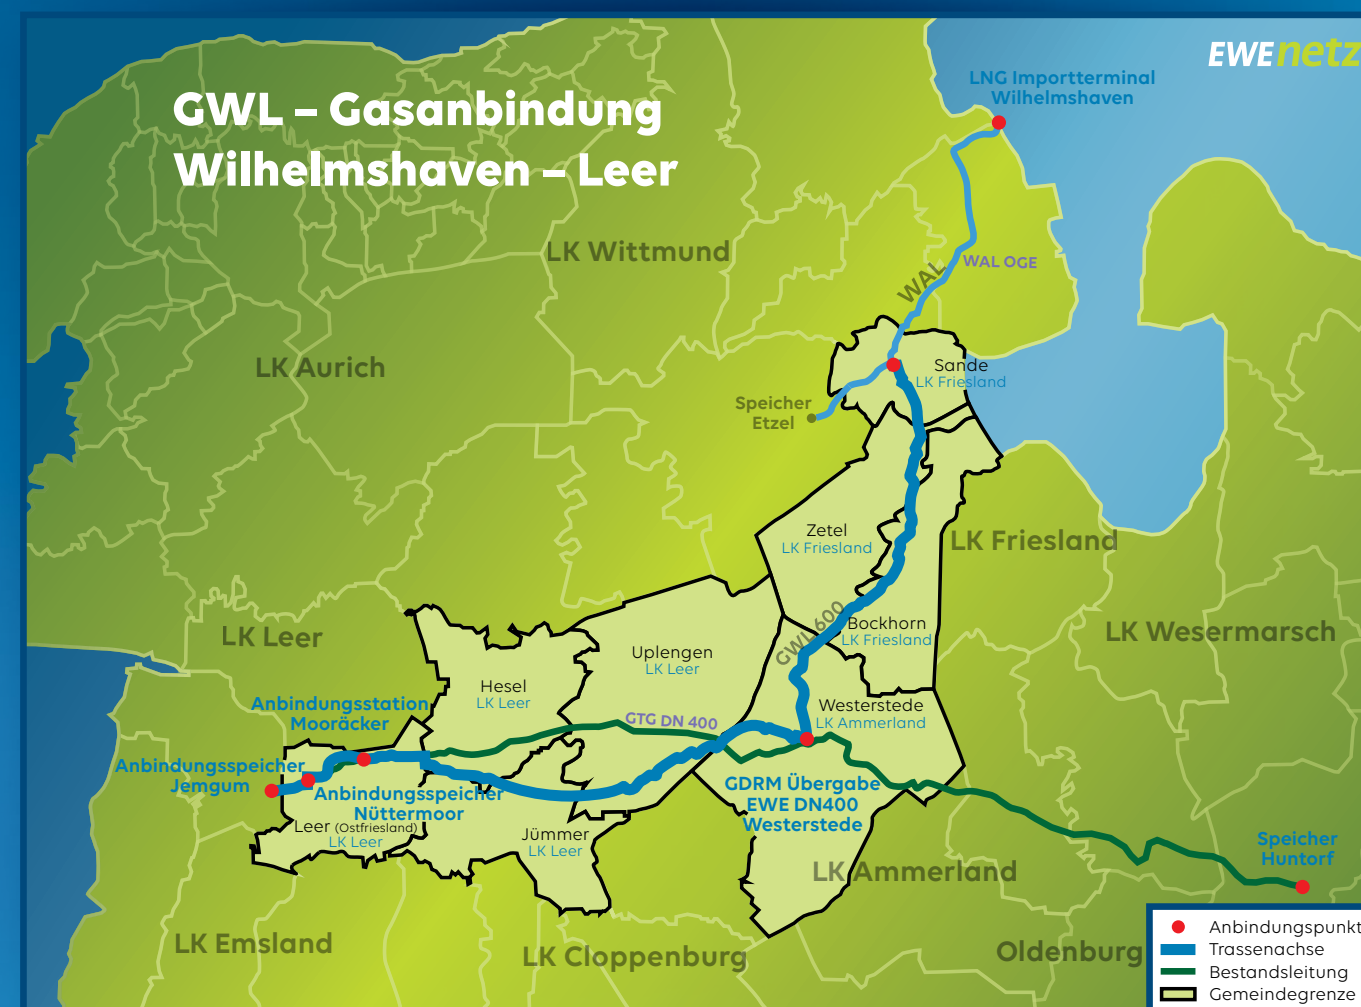 EWE netz
LNG Importterminal
Wilhelmshaven
GWL – Gasanbindung
Wilhelmshaven – Leer
LK Wittmund
WAL OGE
WAL
LK Aurich
Sande
LK Friesland
Speicher
Etzel
Zetel
LK Friesland
LK Friesland
GWL 600
Bockhorn
LK Friesland
LK Wesermarsch
LK Leer
Uplengen
LK Leer
Hesel
LK Leer
Anbindungsstation
Mooräcker
GTG DN 400
Westerstede
LK Ammerland
Anbindungsspeicher
Jemgum
Anbindungsspeicher
Nüttermoor
GDRM Übergabe
EWE DN400
Westerstede
Leer (Ostfriesland)
LK Leer
Jümmer
LK Leer
Speicher
Huntorf
LK Ammerland
LK Emsland
LK Cloppenburg
Oldenburg
Anbindungspunkt
Trassenachse
Bestandsleitung
Gemeindegrenze